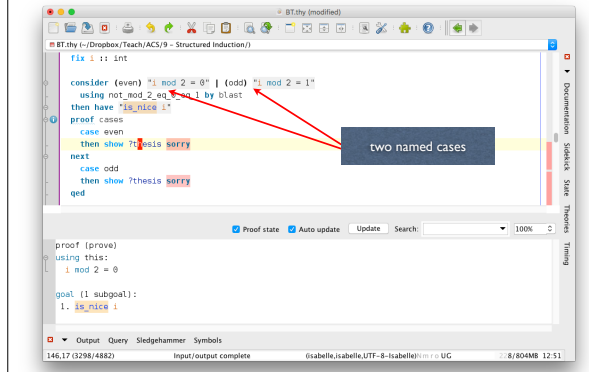 BT.thy (modified)
BT.thy (~/Dropbox/Teach/ACS/9 – Structured Induction/)
fix i :: int
consider (even) "i mod 2 = 0" | (odd) "i mod 2 = 1"
using not_mod_2_eq_0_eq_1 by blast
then have "is_nice i"
proof cases
case even
then show ?thesis sorry
next
case odd
then show ?thesis sorry
qed
two named cases
Documentation
Sidekick
State
Theories
Timing
Proof state Auto update Update Search: 100%
proof (prove)
using this:
i mod 2 = 0
goal (1 subgoal):
1. is_nice i
Output Query Sledgehammer Symbols
146,17 (3298/4882) Input/output complete (isabelle,isabelle,UTF-8-Isabelle) N m r o UG 228/804MB 12:51